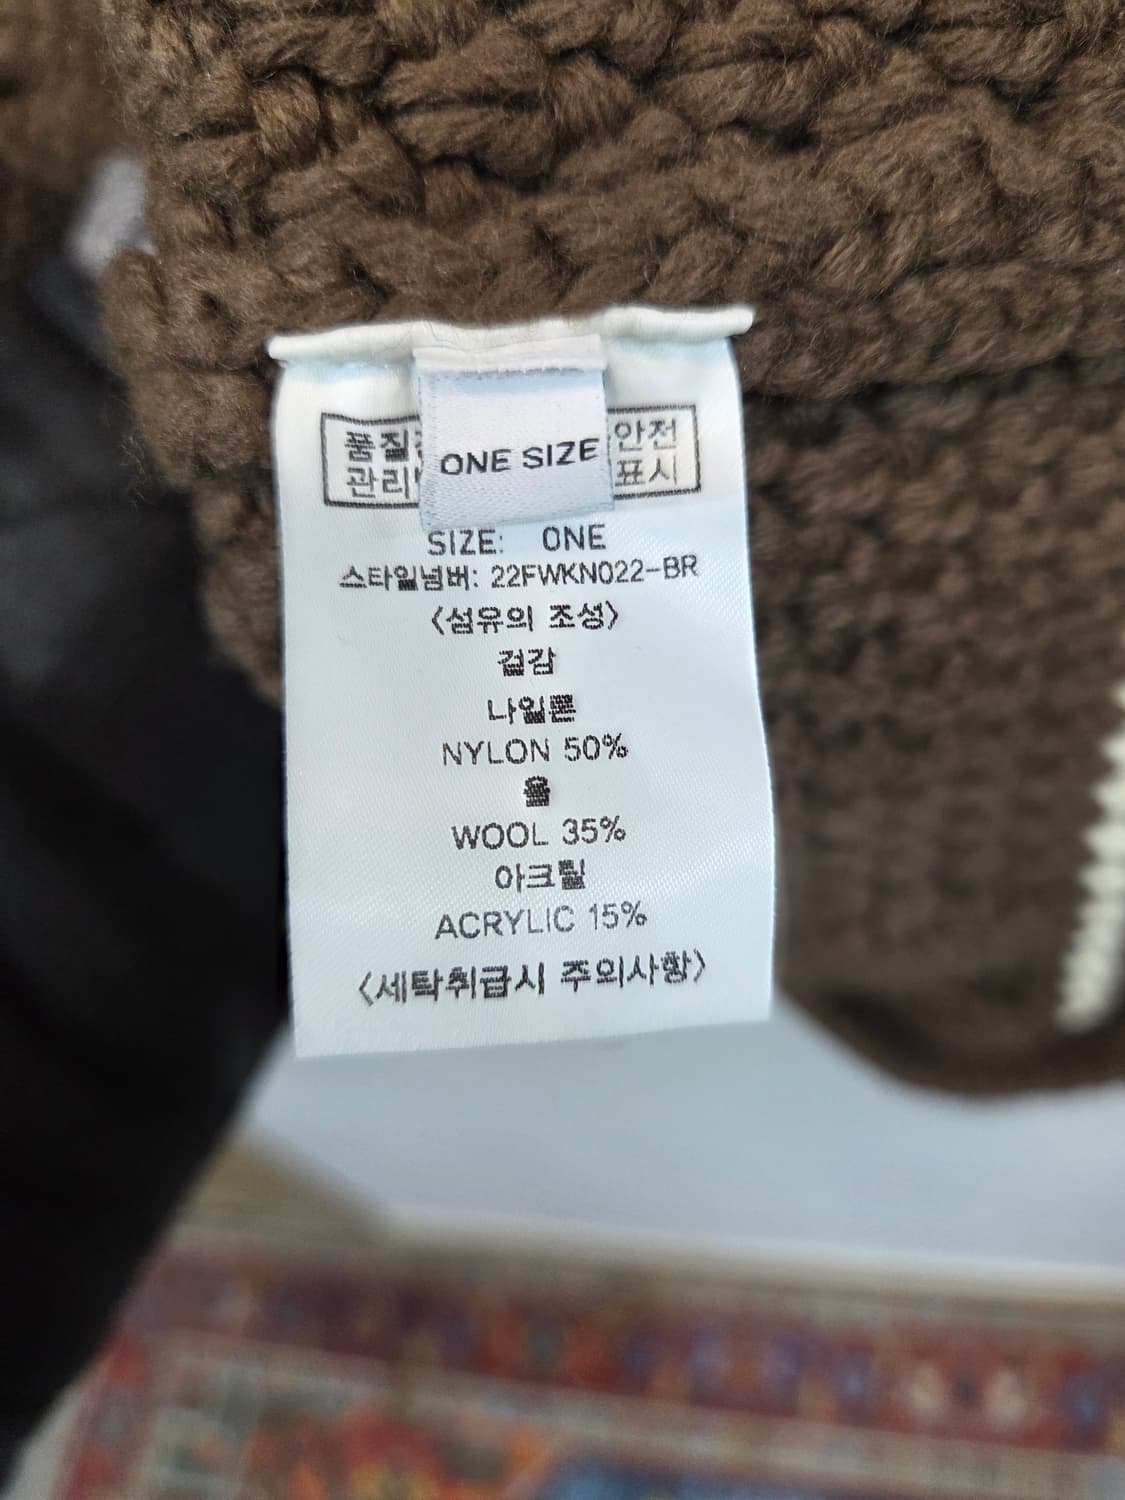 ONE SIZE
품질 안전
관리 표시
SIZE: ONE
스타일넘버: 22FWKN022-BR
<섬유의 조성>
겉감
나일론
NYLON 50%
울
WOOL 35%
아크릴
ACRYLIC 15%
<세탁취급시 주의사항>